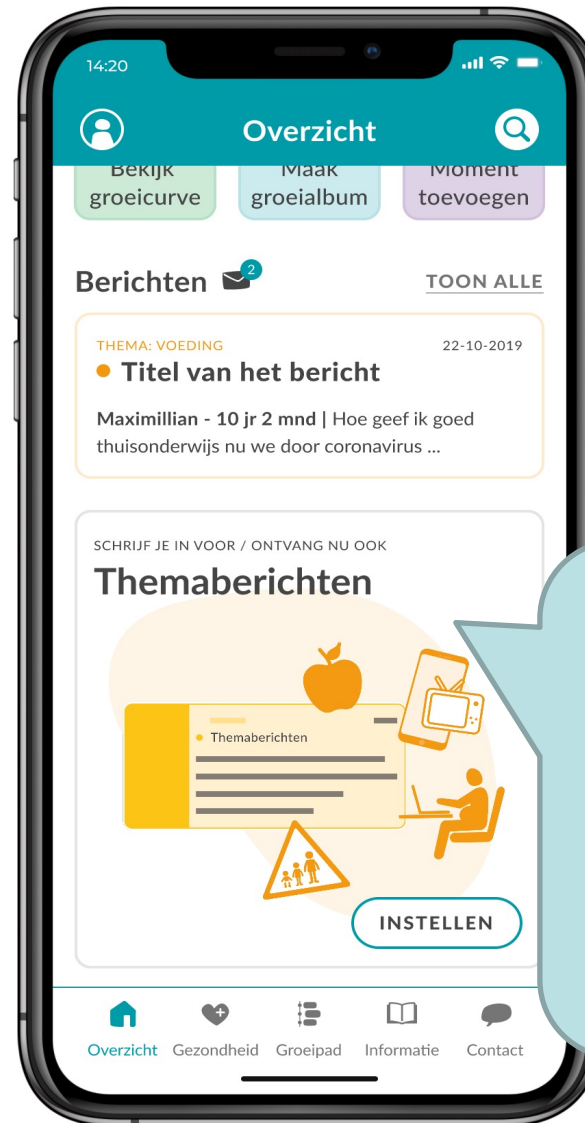 14:20
Overzicht
Bekijk
groeicurve
Maak
groeialbum
Moment
toevoegen
Berichten 2
TOON ALLE
THEMA: VOEDING
22-10-2019
Titel van het bericht
Maximillian - 10 jr 2 mnd | Hoe geef ik goed
thuisonderwijs nu we door coronavirus ...
SCHRIJF JE IN VOOR / ONTVANG NU OOK
Themaberichten
Themaberichten
INSTELLEN
Overzicht
Gezondheid
Groeipad
Informatie
Contact